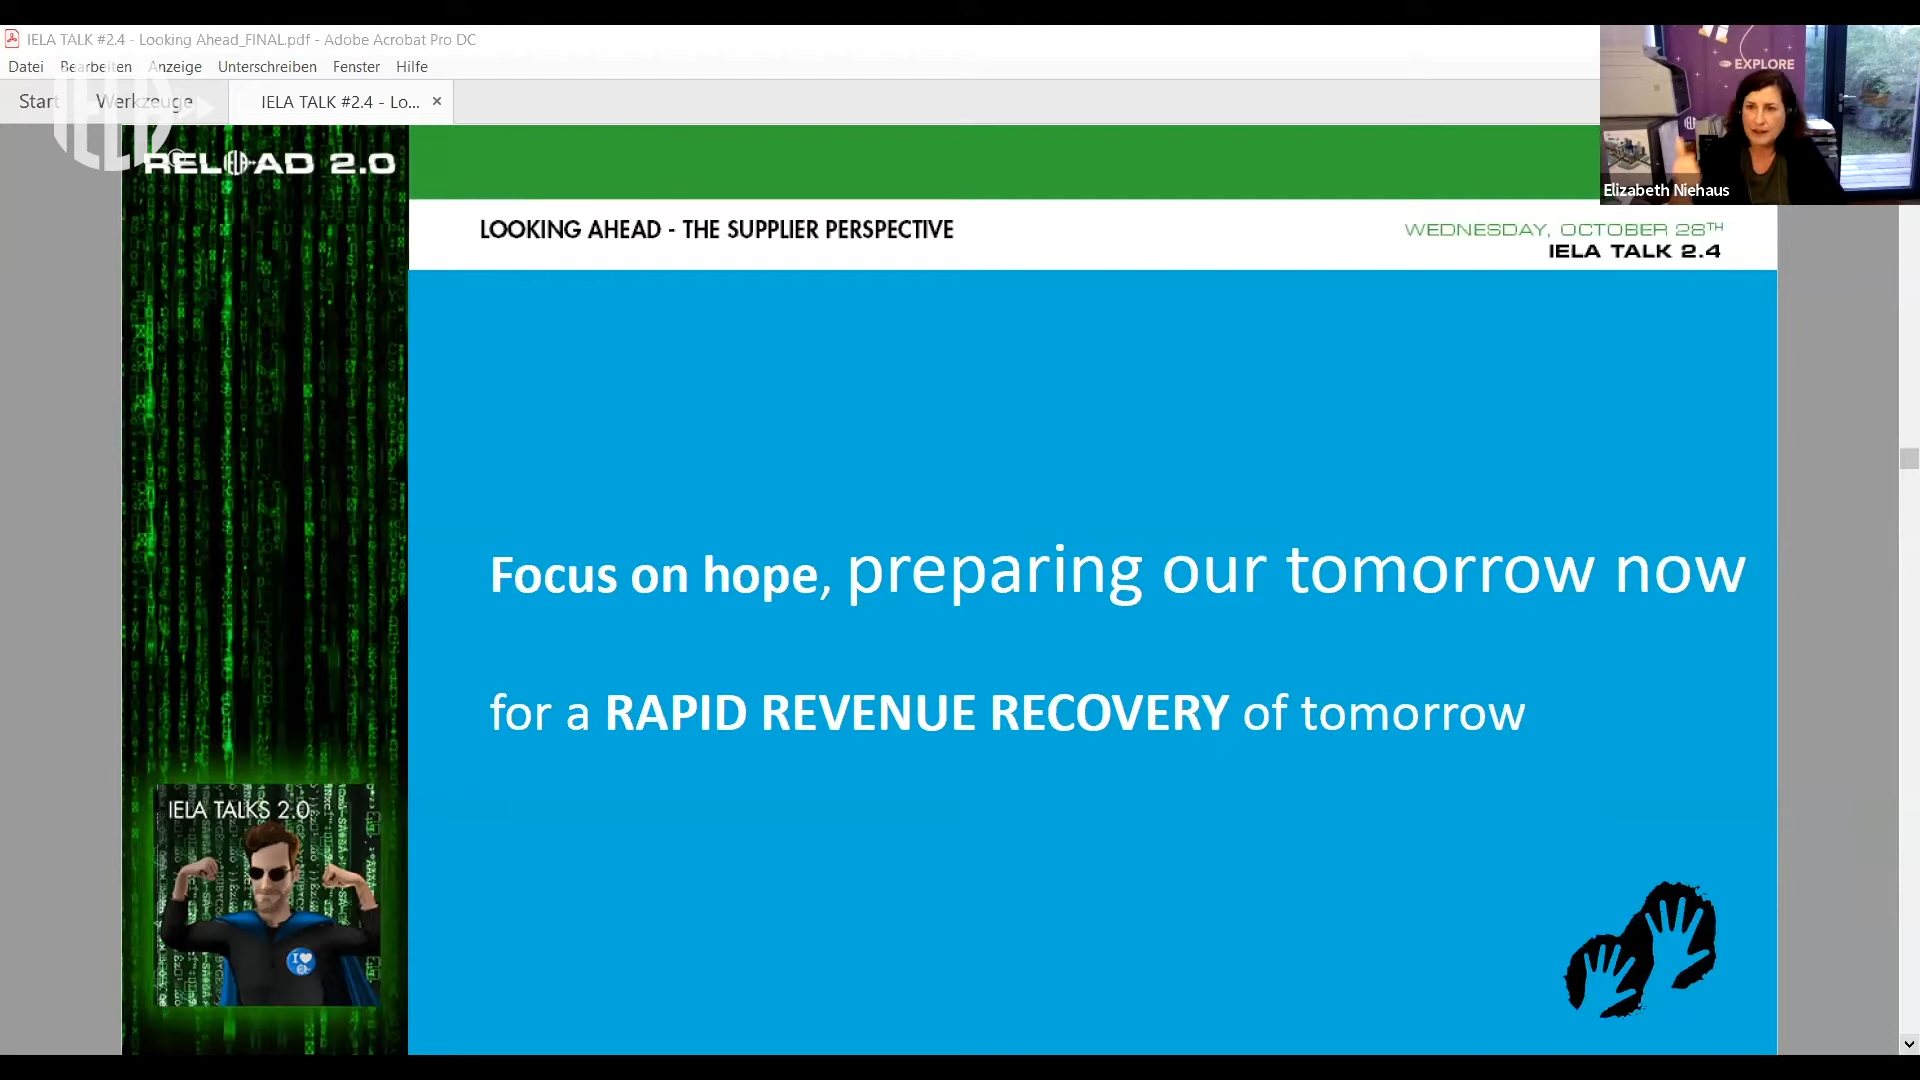 IELA TALK #2.4 - Looking Ahead_FINAL.pdf - Adobe Acrobat Pro DC
Datei Bearbeiten Anzeige Unterschreiben Fenster Hilfe
Start Werkzeuge IELA TALK #2.4 - Lo... ×
IELA
EXPLORE
Elizabeth Niehaus
RELOAD 2.0
LOOKING AHEAD - THE SUPPLIER PERSPECTIVE
WEDNESDAY, OCTOBER 28TH
IELA TALK 2.4
Focus on hope, preparing our tomorrow now
for a RAPID REVENUE RECOVERY of tomorrow
IELA TALKS 2.0